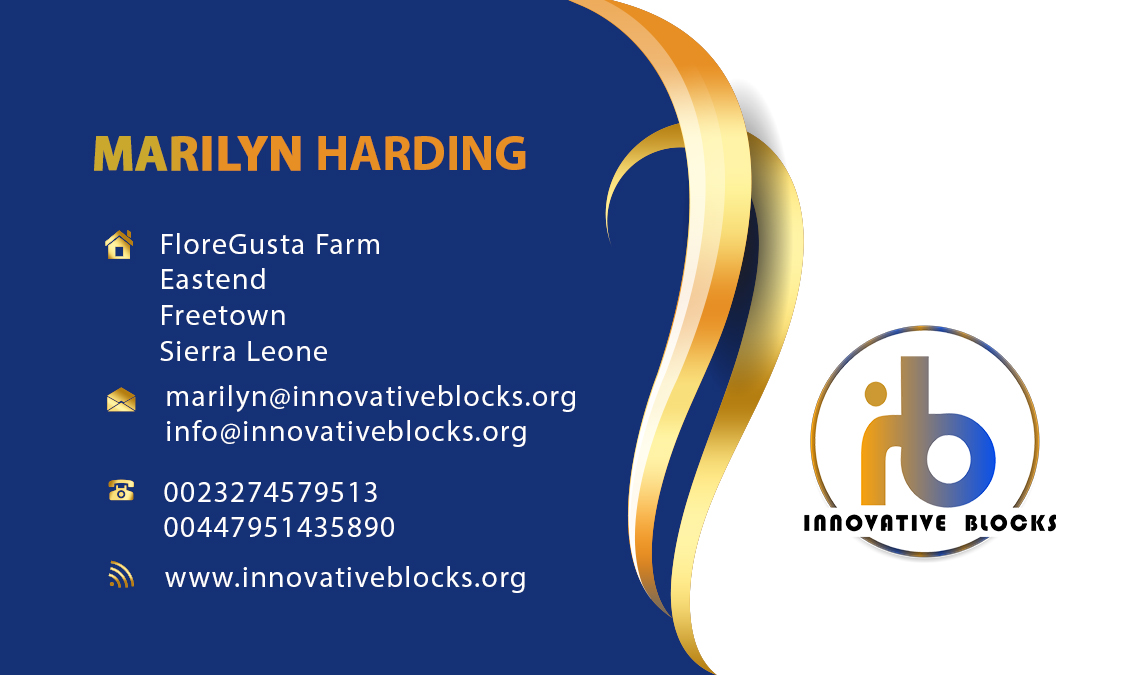 MARILYN HARDING
FloreGusta Farm
Eastend
Freetown
Sierra Leone
marilyn@innovativeblocks.org
info@innovativeblocks.org
0023274579513
00447951435890
www.innovativeblocks.org
ib
INNOVATIVE BLOCKS